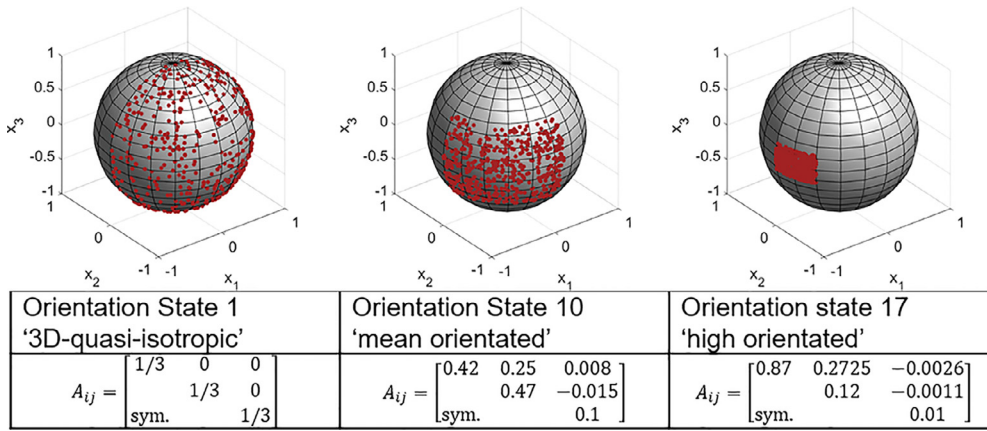 1
0.5
0
-0.5
-1
x3
1
0
-1
x2
-1
0
1
x1
1
0.5
0
-0.5
-1
x3
1
0
-1
x2
-1
0
1
x1
1
0.5
0
-0.5
-1
x3
1
0
-1
x2
-1
0
1
x1
Orientation State 1
'3D-quasi-isotropic'
Orientation State 10
'mean orientated'
Orientation state 17
'high orientated'
Aij = [1/3 0 0
1/3 0
sym. 1/3]
Aij = [0.42 0.25 0.008
0.47 −0.015
sym. 0.1]
Aij = [0.87 0.2725 −0.0026
0.12 −0.0011
sym. 0.01]